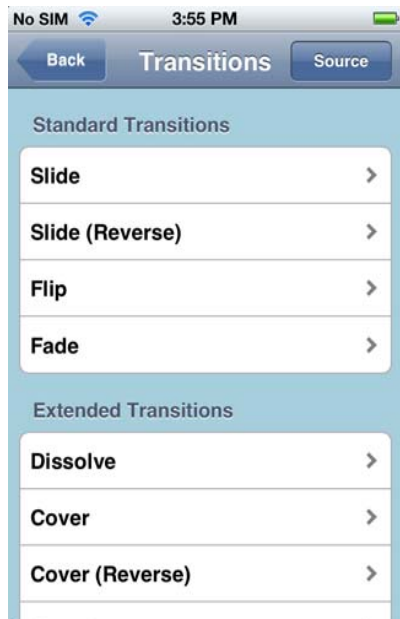 No SIM 3:55 PM
Back Transitions Source
Standard Transitions
Slide
Slide (Reverse)
Flip
Fade
Extended Transitions
Dissolve
Cover
Cover (Reverse)